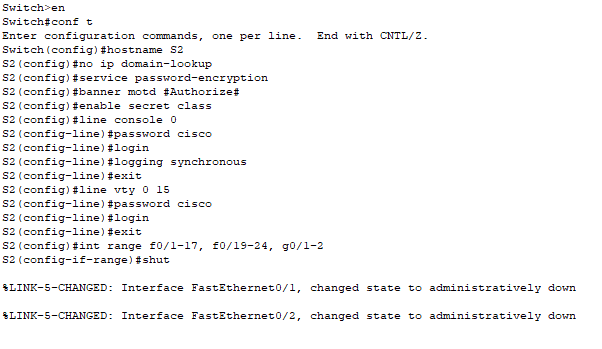 Switch>en
Switch#conf t
Enter configuration commands, one per line.  End with CNTL/Z.
Switch(config)#hostname S2
S2(config)#no ip domain-lookup
S2(config)#service password-encryption
S2(config)#banner motd #Authorize#
S2(config)#enable secret class
S2(config)#line console 0
S2(config-line)#password cisco
S2(config-line)#login
S2(config-line)#logging synchronous
S2(config-line)#exit
S2(config)#line vty 0 15
S2(config-line)#password cisco
S2(config-line)#login
S2(config-line)#exit
S2(config)#int range f0/1-17, f0/19-24, g0/1-2
S2(config-if-range)#shut
%LINK-5-CHANGED: Interface FastEthernet0/1, changed state to administratively down
%LINK-5-CHANGED: Interface FastEthernet0/2, changed state to administratively down